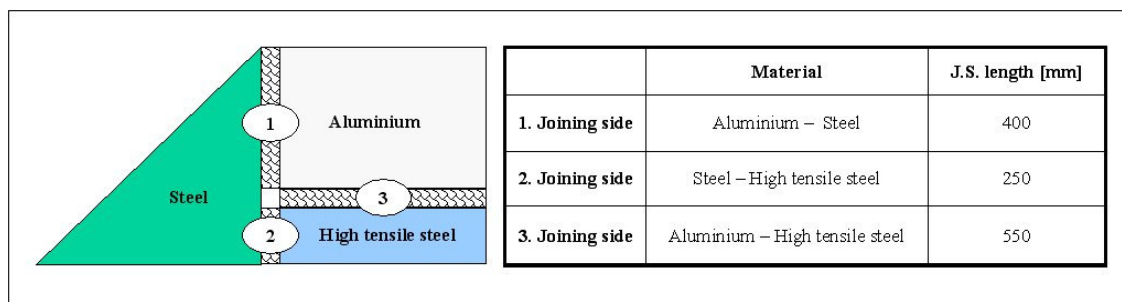 1
Aluminium
Steel
3
2
High tensile steel
Material
J.S. length [mm]
1. Joining side
Aluminium – Steel
400
2. Joining side
Steel – High tensile steel
250
3. Joining side
Aluminium – High tensile steel
550